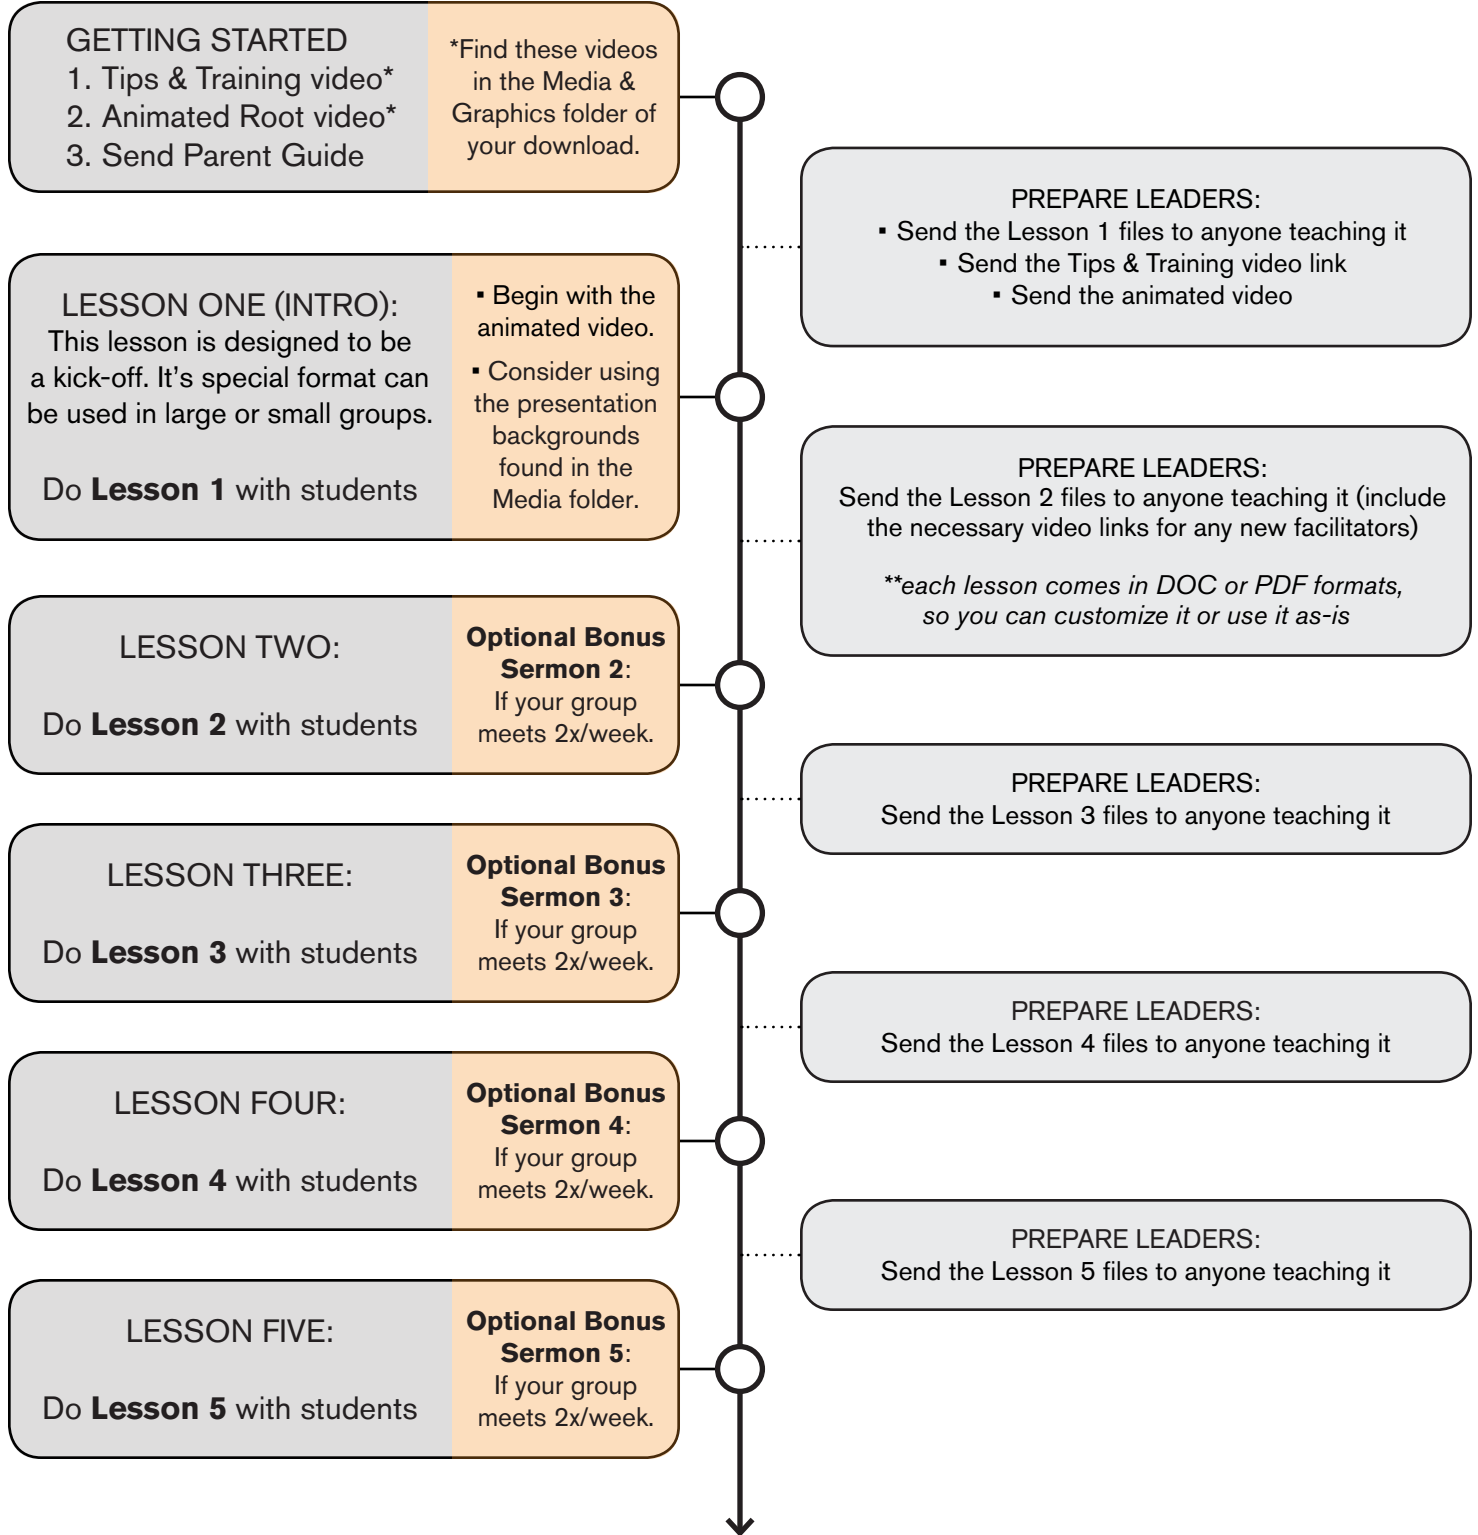 GETTING STARTED
1. Tips & Training video*
2. Animated Root video*
3. Send Parent Guide
*Find these videos
in the Media &
Graphics folder of
your download.
PREPARE LEADERS:
▪ Send the Lesson 1 files to anyone teaching it
▪ Send the Tips & Training video link
▪ Send the animated video
LESSON ONE (INTRO):
This lesson is designed to be
a kick-off. It's special format can
be used in large or small groups.
Do Lesson 1 with students
▪ Begin with the
animated video.
▪ Consider using
the presentation
backgrounds
found in the
Media folder.
PREPARE LEADERS:
Send the Lesson 2 files to anyone teaching it (include
the necessary video links for any new facilitators)
**each lesson comes in DOC or PDF formats,
so you can customize it or use it as-is
LESSON TWO:
Do Lesson 2 with students
Optional Bonus
Sermon 2:
If your group
meets 2x/week.
PREPARE LEADERS:
Send the Lesson 3 files to anyone teaching it
LESSON THREE:
Do Lesson 3 with students
Optional Bonus
Sermon 3:
If your group
meets 2x/week.
PREPARE LEADERS:
Send the Lesson 4 files to anyone teaching it
LESSON FOUR:
Do Lesson 4 with students
Optional Bonus
Sermon 4:
If your group
meets 2x/week.
PREPARE LEADERS:
Send the Lesson 5 files to anyone teaching it
LESSON FIVE:
Do Lesson 5 with students
Optional Bonus
Sermon 5:
If your group
meets 2x/week.